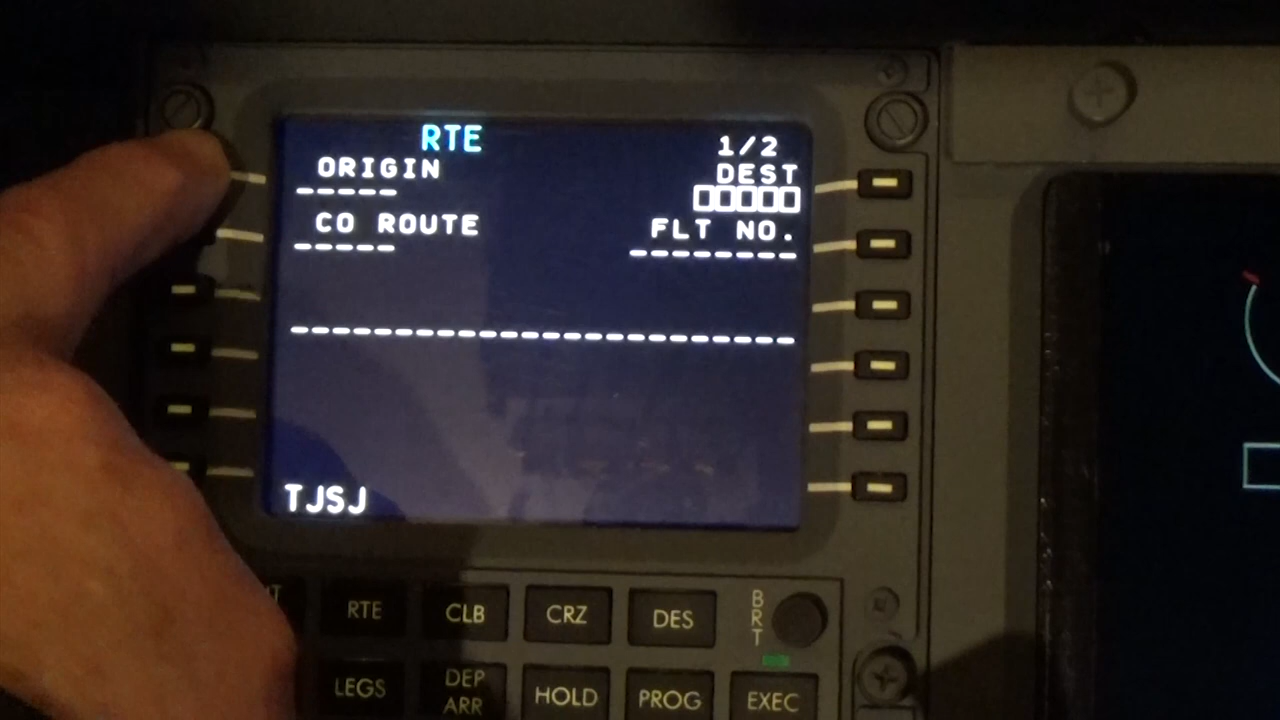 RTE 1/2
ORIGIN DEST
----- □□□□□
CO ROUTE FLT NO.
----- --------
------------------------
TJSJ
RTE CLB CRZ DES BRT
LEGS DEP ARR HOLD PROG EXEC